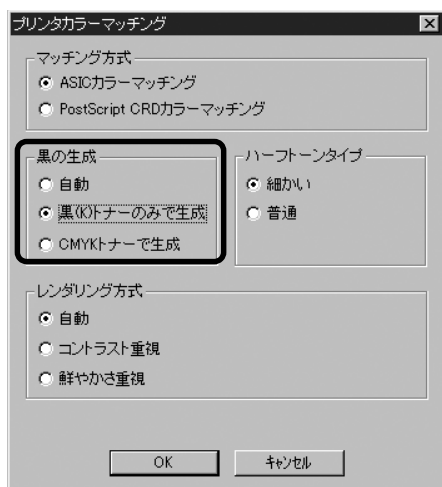 プリンタカラーマッチング
マッチング方式
ASICカラーマッチング
PostScript CRDカラーマッチング
黒の生成
自動
黒(K)トナーのみで生成
CMYKトナーで生成
ハーフトーンタイプ
細かい
普通
レンダリング方式
自動
コントラスト重視
鮮やかさ重視
OK
キャンセル